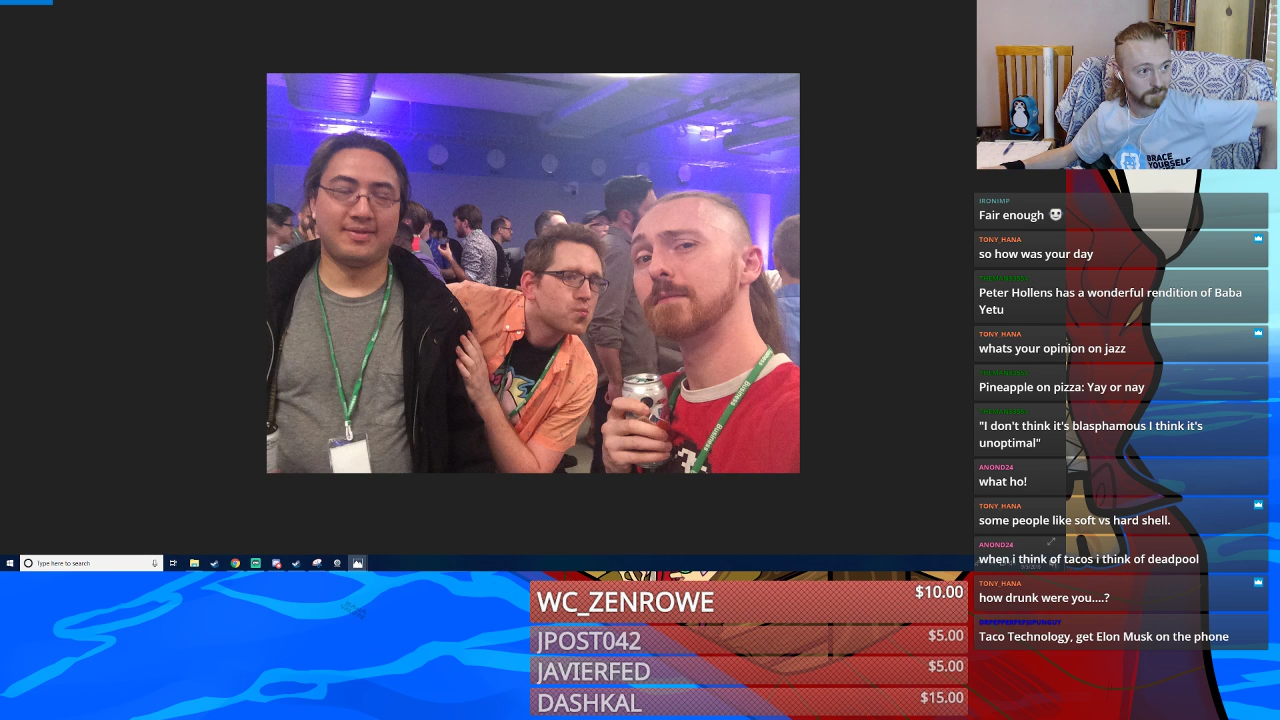 BRACE
YOURSELF
Business
Business
Type here to search
IRONIMP
Fair enough
TONY_HANA
so how was your day
Peter Hollens has a wonderful rendition of Baba
Yetu
TONY_HANA
whats your opinion on jazz
Pineapple on pizza: Yay or nay
"I don't think it's blasphamous I think it's
unoptimal"
ANOND24
what ho!
TONY_HANA
some people like soft vs hard shell.
ANOND24
when i think of tacos i think of deadpool
TONY_HANA
how drunk were you....?
Taco Technology, get Elon Musk on the phone
WC_ZENROWE $10.00
JPOST042 $5.00
JAVIERFED $5.00
DASHKAL $15.00